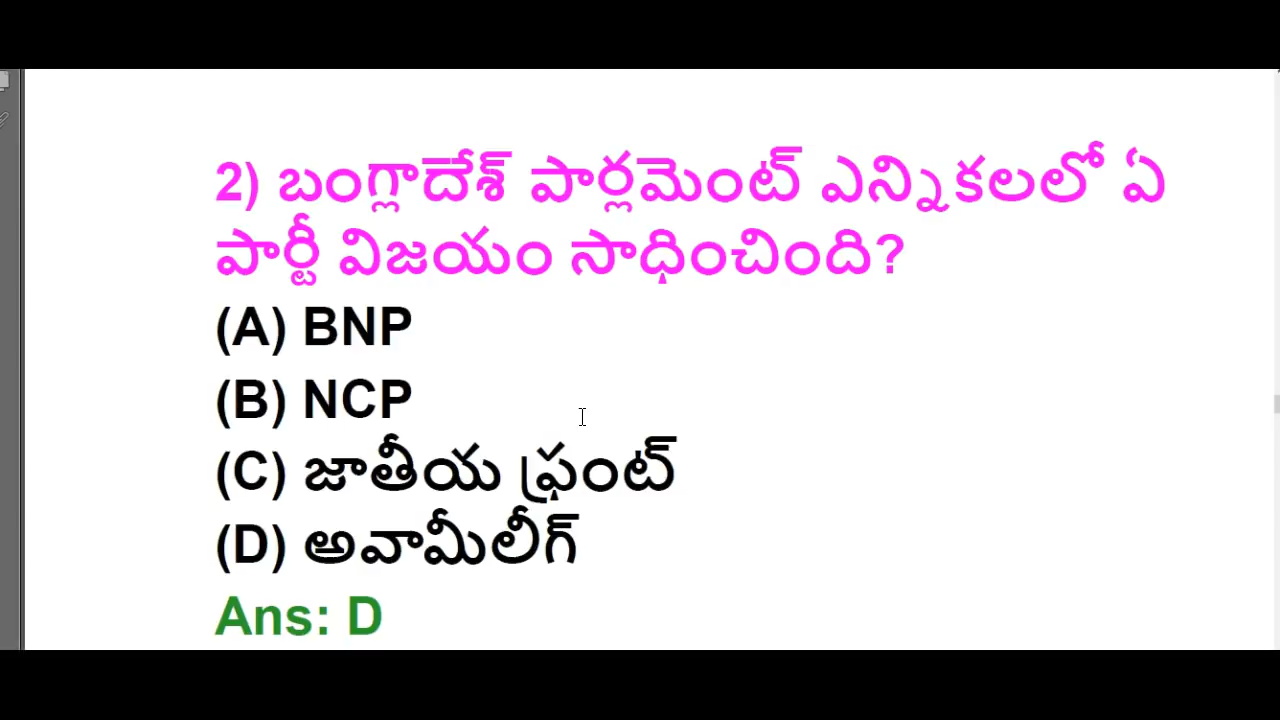 2) బంగ్లాదేశ్ పార్లమెంట్ ఎన్నికలలో ఏ
పార్టీ విజయం సాధించింది?
(A) BNP
(B) NCP
(C) జాతీయ ఫ్రంట్
(D) అవామీలీగ్
Ans: D